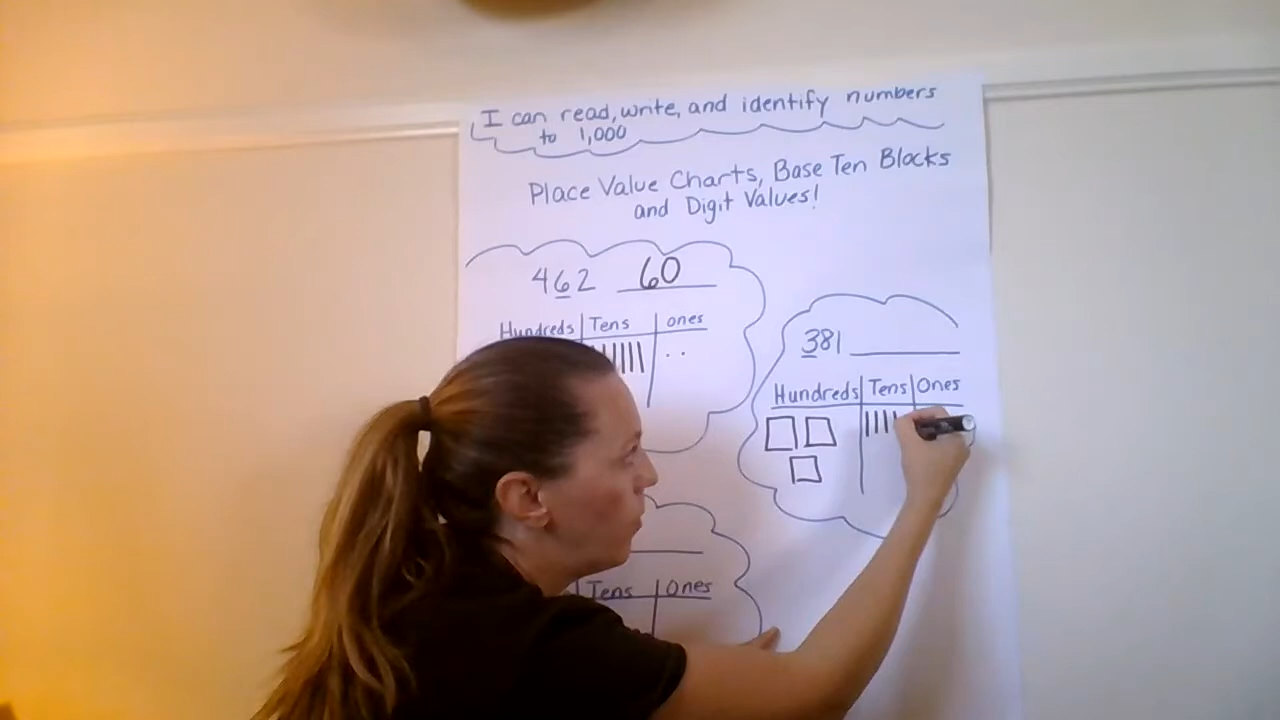 I can read, write, and identify numbers
to 1,000
Place Value Charts, Base Ten Blocks
and Digit Values!
462 60
Hundreds Tens ones
381
Hundreds Tens Ones
Tens Ones